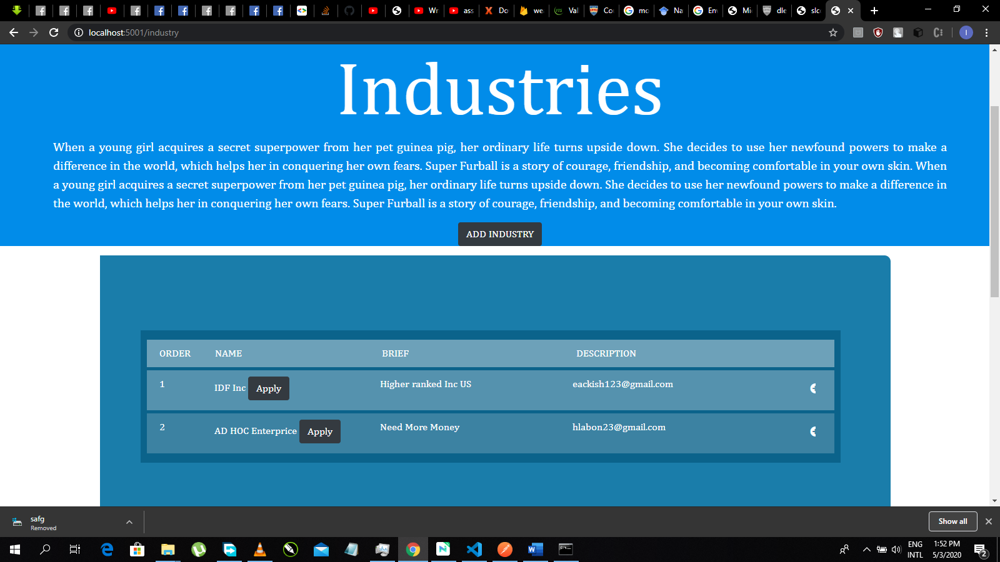 Wr
ass
Do
we
Val
Co
mo
Na
En
Mi
dle
slc
localhost:5001/industry
I
Industries
When a young girl acquires a secret superpower from her pet guinea pig, her ordinary life turns upside down. She decides to use her newfound powers to make a
difference in the world, which helps her in conquering her own fears. Super Furball is a story of courage, friendship, and becoming comfortable in your own skin. When
a young girl acquires a secret superpower from her pet guinea pig, her ordinary life turns upside down. She decides to use her newfound powers to make a difference in
the world, which helps her in conquering her own fears. Super Furball is a story of courage, friendship, and becoming comfortable in your own skin.
ADD INDUSTRY
ORDER NAME BRIEF DESCRIPTION
1 IDF Inc Apply Higher ranked Inc US eackish123@gmail.com
2 AD HOC Enterprice Apply Need More Money hlabon23@gmail.com
safg
Removed
Show all
ENG
INTL
1:52 PM
5/3/2020
2